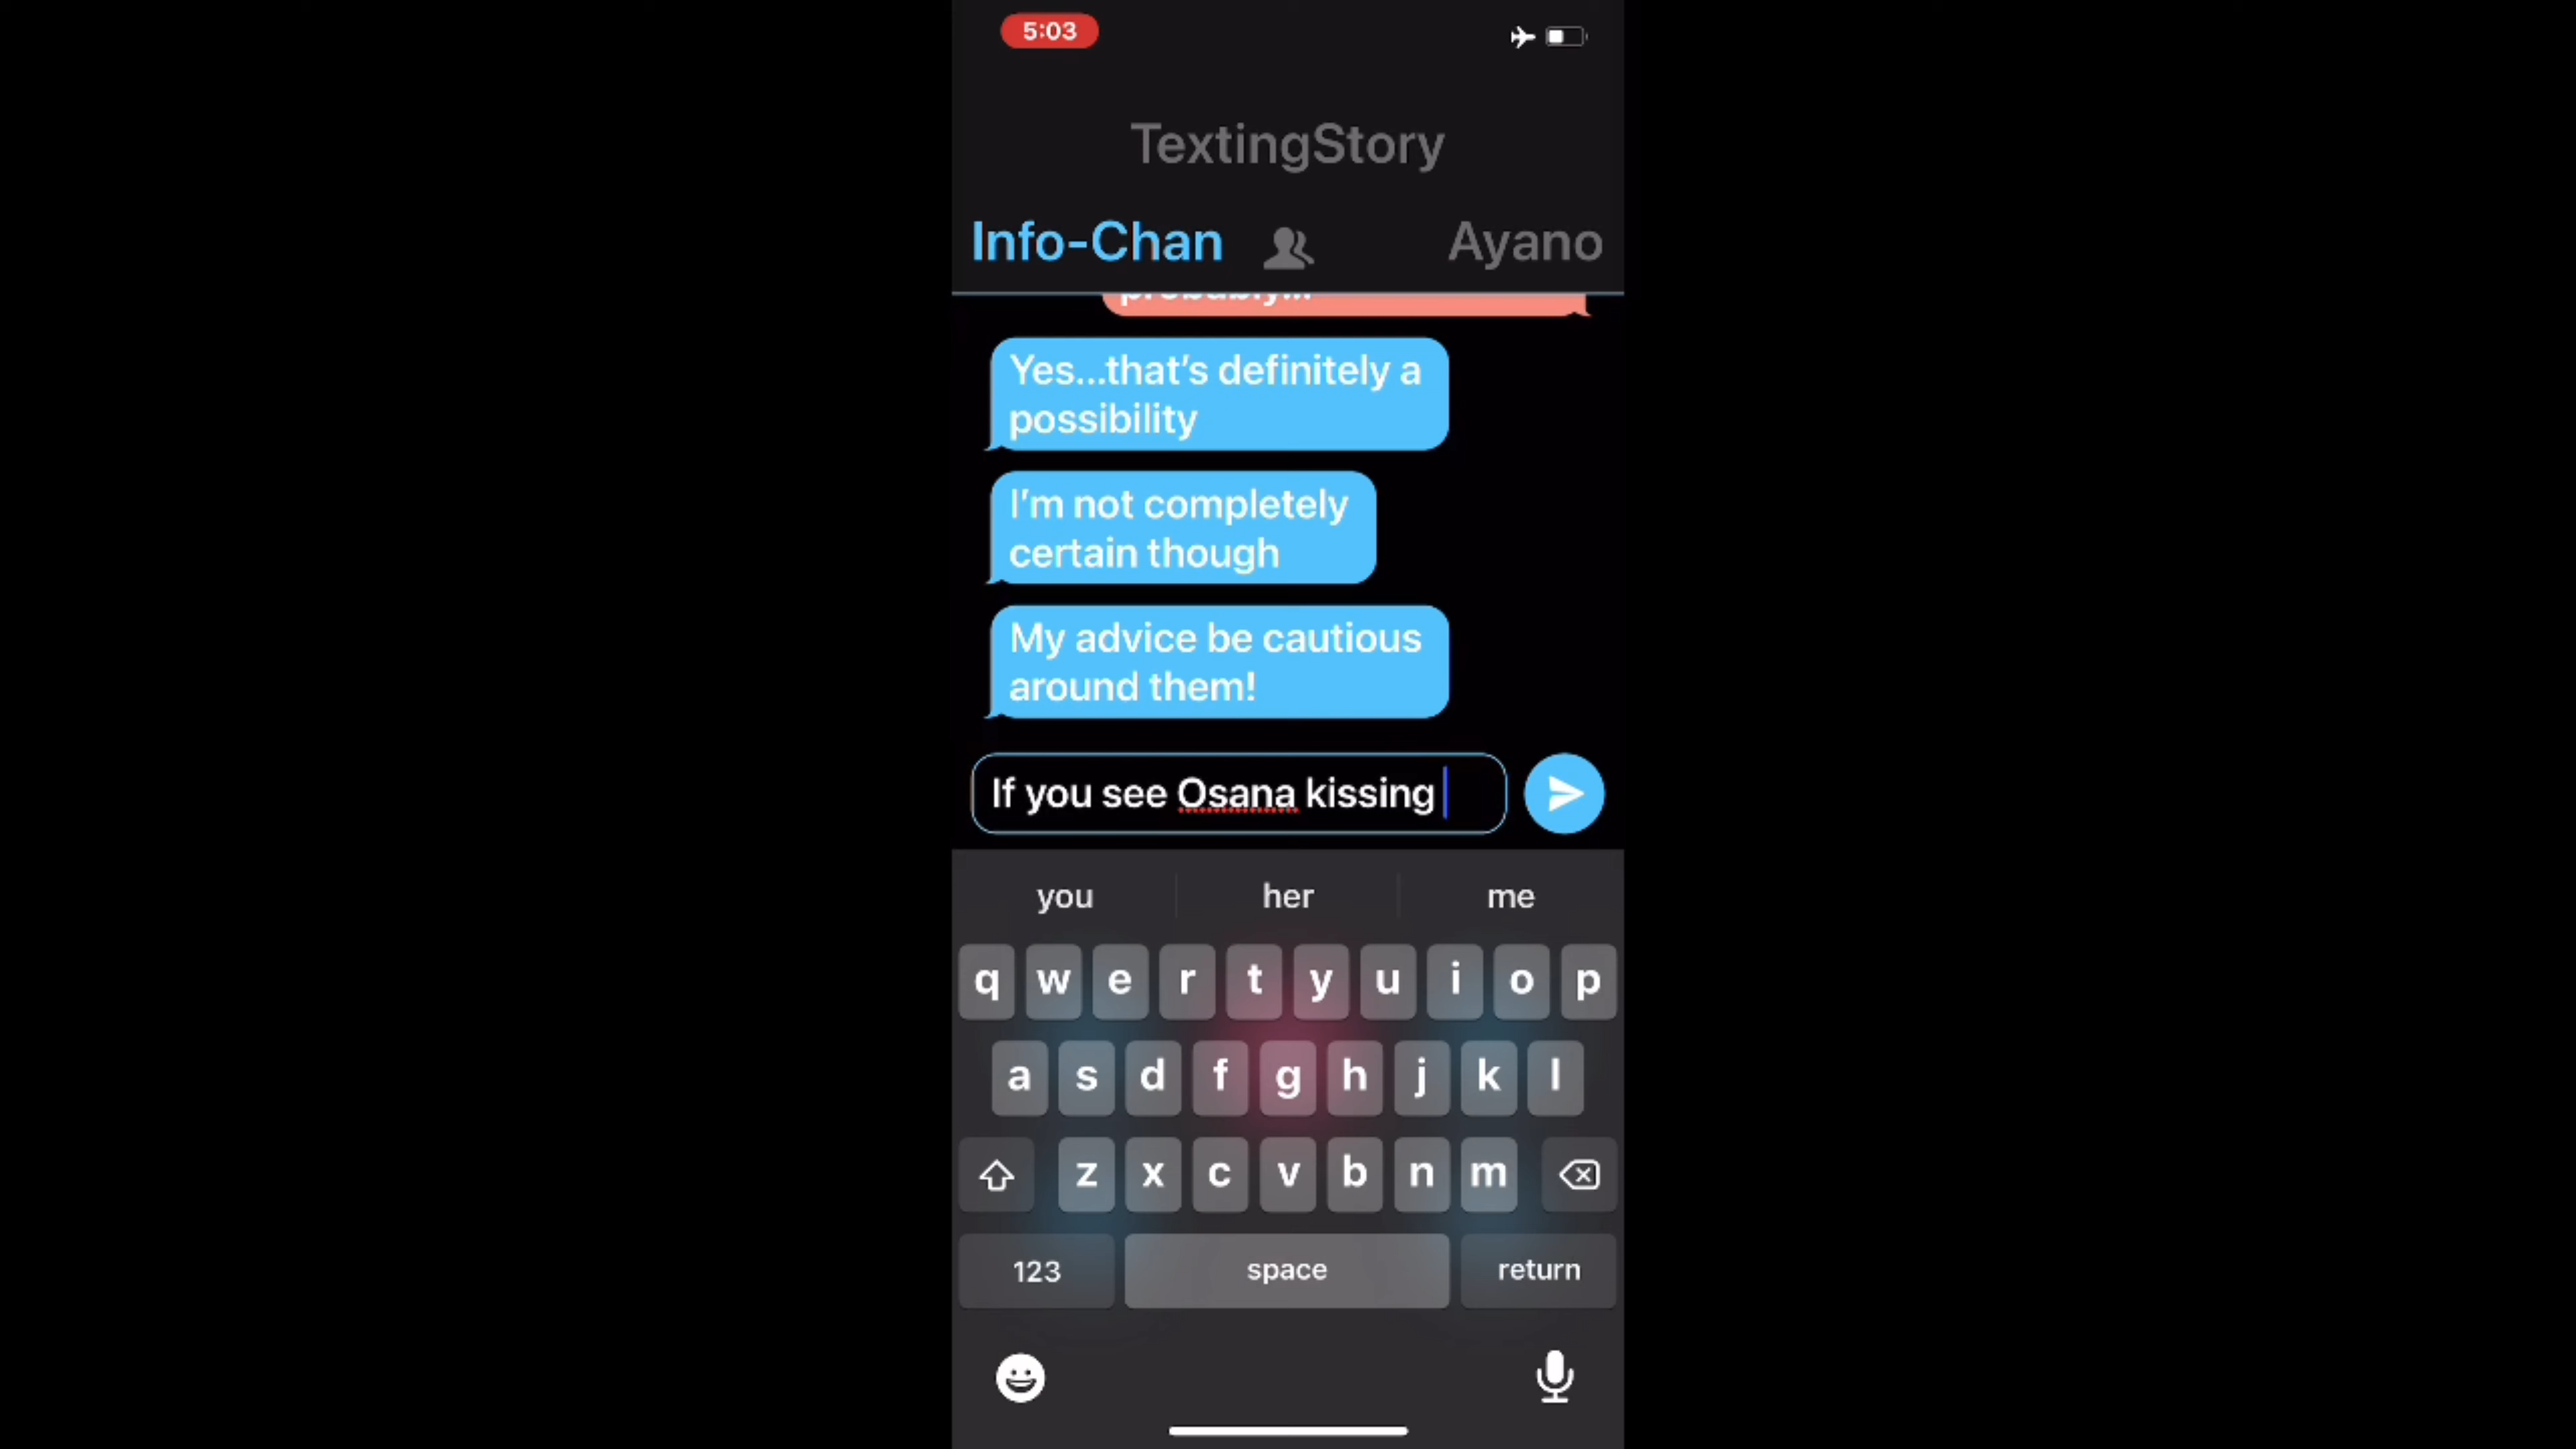 5:03
TextingStory
Info-Chan Ayano
probably...
Yes...that's definitely a
possibility
I'm not completely
certain though
My advice be cautious
around them!
If you see Osana kissing
you her me
q w e r t y u i o p
a s d f g h j k l
z x c v b n m
123 space return